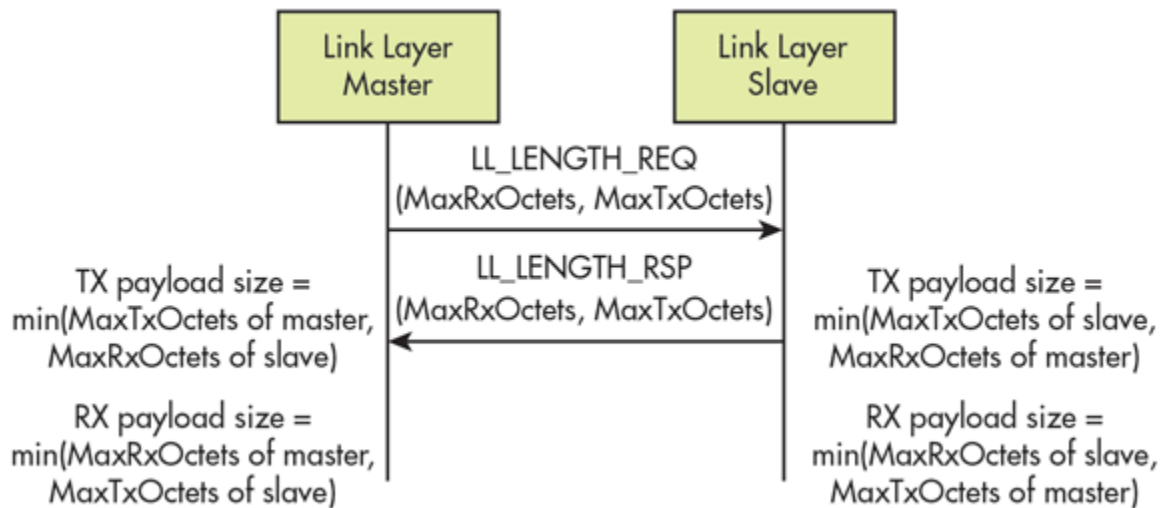 Link Layer
Master
Link Layer
Slave
LL_LENGTH_REQ
(MaxRxOctets, MaxTxOctets)
LL_LENGTH_RSP
(MaxRxOctets, MaxTxOctets)
TX payload size =
min(MaxTxOctets of master,
MaxRxOctets of slave)
RX payload size =
min(MaxRxOctets of master,
MaxTxOctets of slave)
TX payload size =
min(MaxTxOctets of slave,
MaxRxOctets of master)
RX payload size =
min(MaxRxOctets of slave,
MaxTxOctets of master)